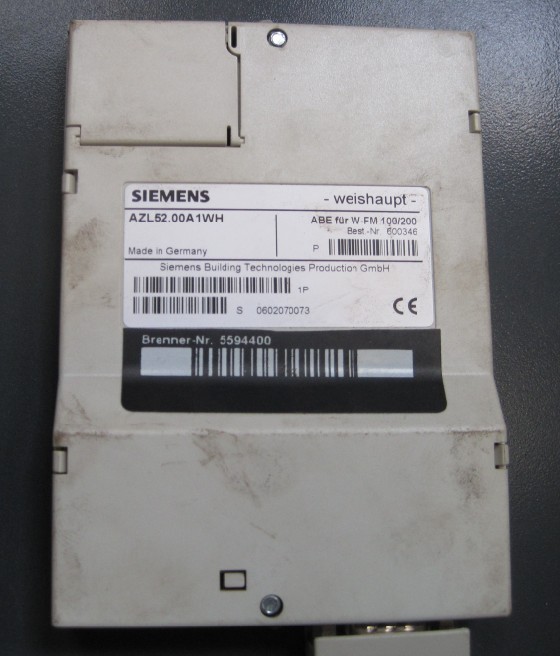 SIEMENS
- weishaupt -
AZL52.00A1WH
ABE für W-FM 100/200
Best.-Nr. 600346
Made in Germany
P
Siemens Building Technologies Production GmbH
1P
S 0602070073
CE
Brenner-Nr. 5594400